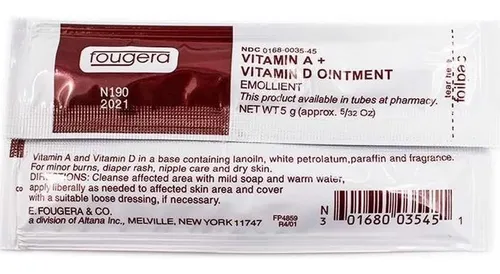 fougera
N190
2021
NDC 0168-0035-45
VITAMIN A +
VITAMIN D OINTMENT
EMOLLIENT
This product available in tubes at pharmacy.
NET WT 5 g (approx. 5/32 Oz)
tear here
Vitamin A and Vitamin D in a base containing lanolin, white petrolatum, paraffin and fragrance.
For minor burns, diaper rash, nipple care and dry skin.
DIRECTIONS: Cleanse affected area with mild soap and warm water,
apply liberally as needed to affected skin area and cover
with a suitable loose dressing, if necessary.
E. FOUGERA & CO.
a division of Altana Inc., MELVILLE, NEW YORK 11747
FP4859
R4/01
N
3 01680 03545 1